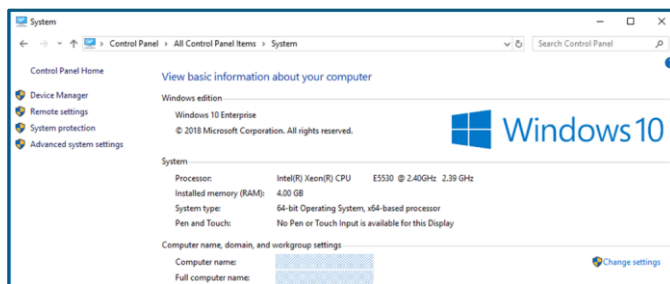 System
Control Panel > All Control Panel Items > System
Search Control Panel
Control Panel Home
Device Manager
Remote settings
System protection
Advanced system settings
View basic information about your computer
Windows edition
Windows 10 Enterprise
© 2018 Microsoft Corporation. All rights reserved.
Windows 10
System
Processor: Intel(R) Xeon(R) CPU E5530 @ 2.40GHz 2.39 GHz
Installed memory (RAM): 4.00 GB
System type: 64-bit Operating System, x64-based processor
Pen and Touch: No Pen or Touch Input is available for this Display
Computer name, domain, and workgroup settings
Computer name:
Change settings
Full computer name: